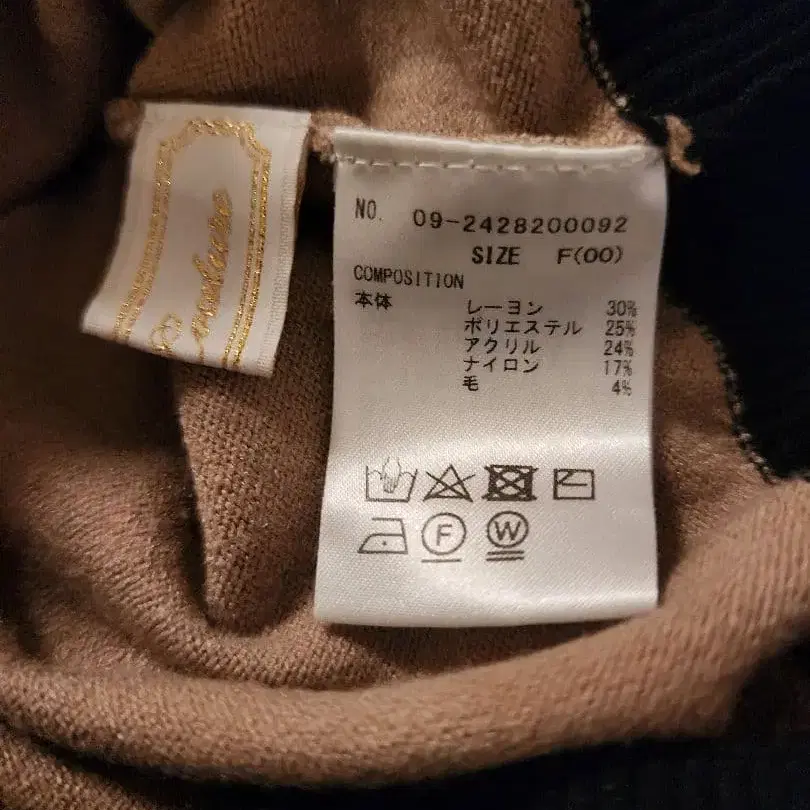 NO. 09-2428200092
SIZE F(00)
COMPOSITION
本体 レーヨン 30%
ポリエステル 25%
アクリル 24%
ナイロン 17%
毛 4%
F W